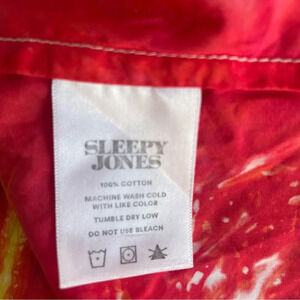 SLEEPY
JONES
100% COTTON
MACHINE WASH COLD
WITH LIKE COLOR
TUMBLE DRY LOW
DO NOT USE BLEACH